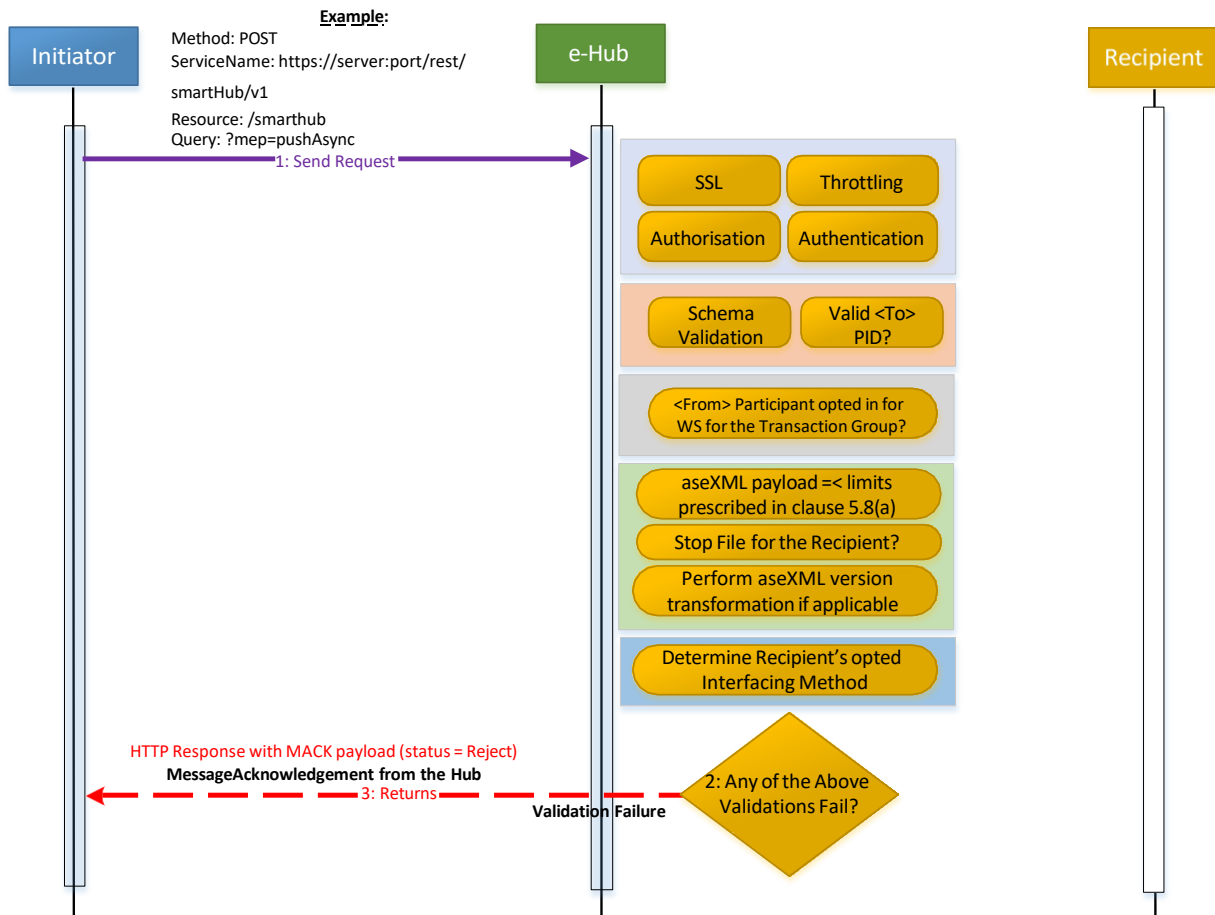 Example:
Initiator
Method: POST
ServiceName: https://server:port/rest/
smartHub/v1
Resource: /smarthub
Query: ?mep=pushAsync
e-Hub
Recipient
1: Send Request
SSL
Throttling
Authorisation
Authentication
Schema
Validation
Valid <To>
PID?
<From> Participant opted in for
WS for the Transaction Group?
aseXML payload =< limits
prescribed in clause 5.8(a)
Stop File for the Recipient?
Perform aseXML version
transformation if applicable
Determine Recipient's opted
Interfacing Method
2: Any of the Above
Validations Fail?
HTTP Response with MACK payload (status = Reject)
MessageAcknowledgement from the Hub
3: Returns
Validation Failure